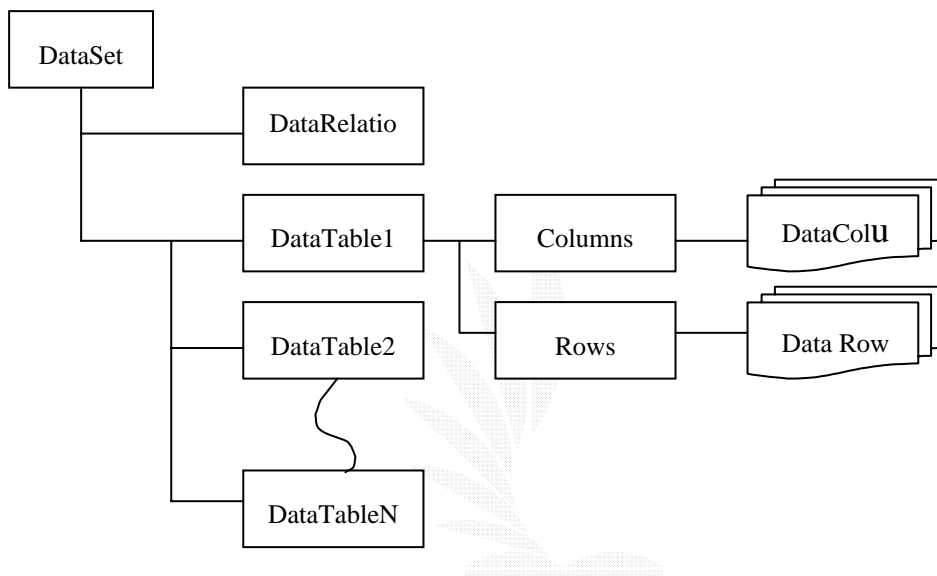 DataSet
DataRelatio
DataTable1
Columns
DataColu
DataTable2
Rows
Data Row
DataTableN